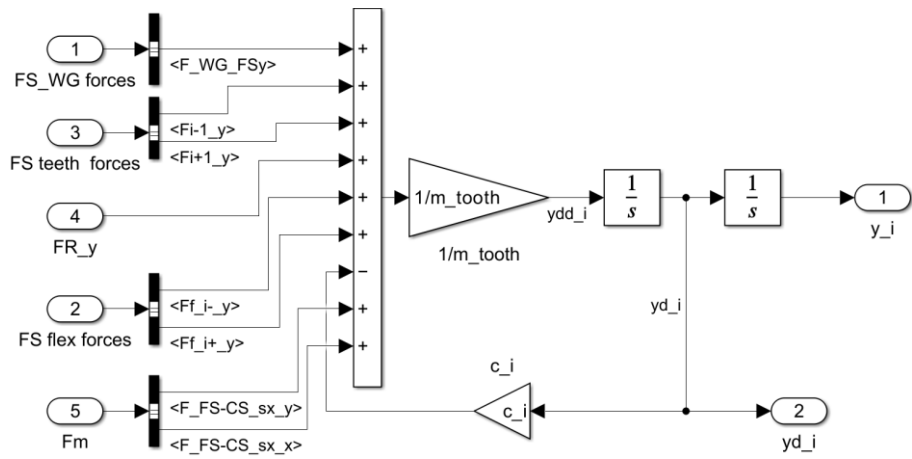 1
FS_WG forces
<F_WG_FSy>
+
3
FS teeth  forces
<Fi-1_y>
+
<Fi+1_y>
+
4
FR_y
+
2
FS flex forces
<Ff_i-_y>
+
<Ff_i+_y>
+
−
5
Fm
<F_FS-CS_sx_y>
+
<F_FS-CS_sx_x>
+
1/m_tooth
1/m_tooth
ydd_i
1
s
1
s
1
y_i
yd_i
c_i
c_i
2
yd_i